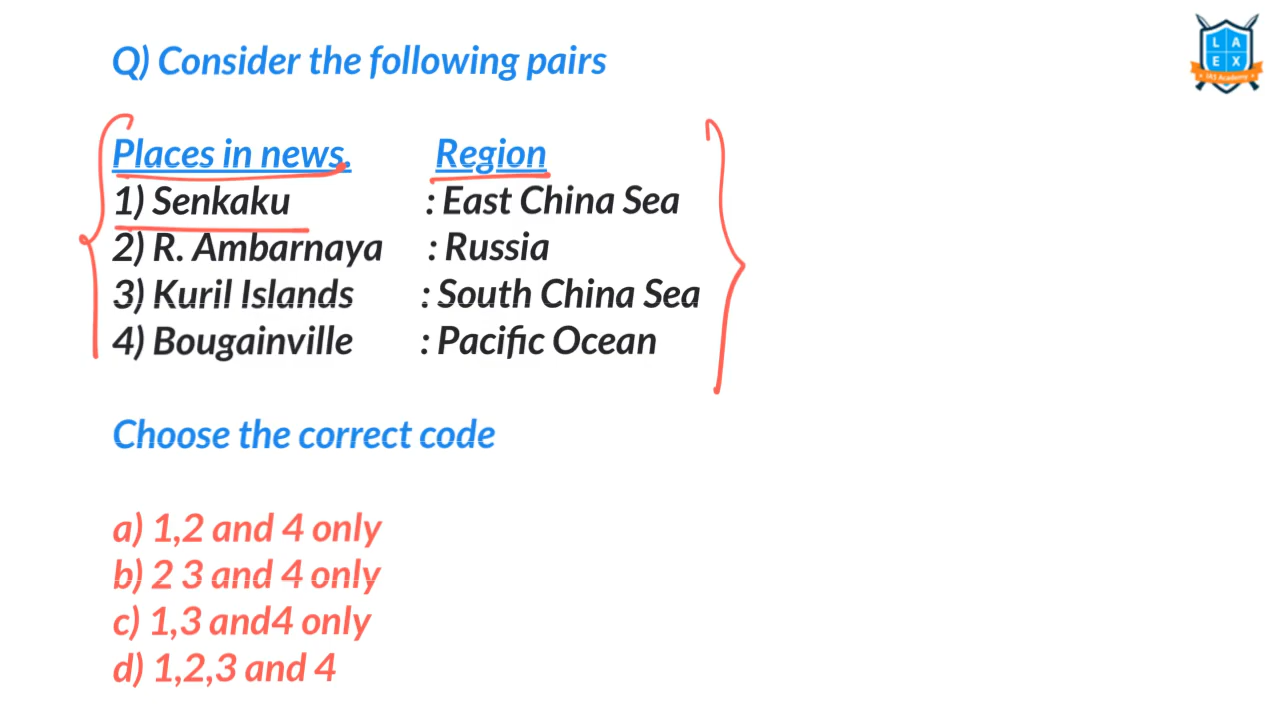 Q) Consider the following pairs
L A
E X
IAS Academy
Places in news. Region
1) Senkaku : East China Sea
2) R. Ambarnaya : Russia
3) Kuril Islands : South China Sea
4) Bougainville : Pacific Ocean
Choose the correct code
a) 1,2 and 4 only
b) 2 3 and 4 only
c) 1,3 and4 only
d) 1,2,3 and 4